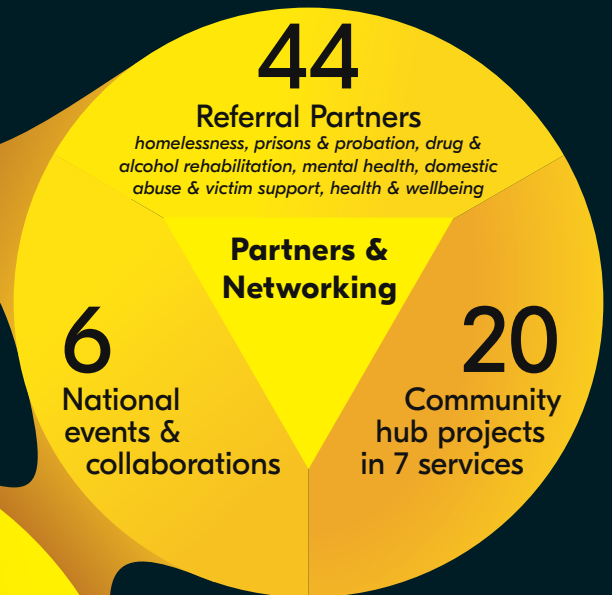 44
Referral Partners
homelessness, prisons & probation, drug &
alcohol rehabilitation, mental health, domestic
abuse & victim support, health & wellbeing
Partners &
Networking
6
National
events &
collaborations
20
Community
hub projects
in 7 services